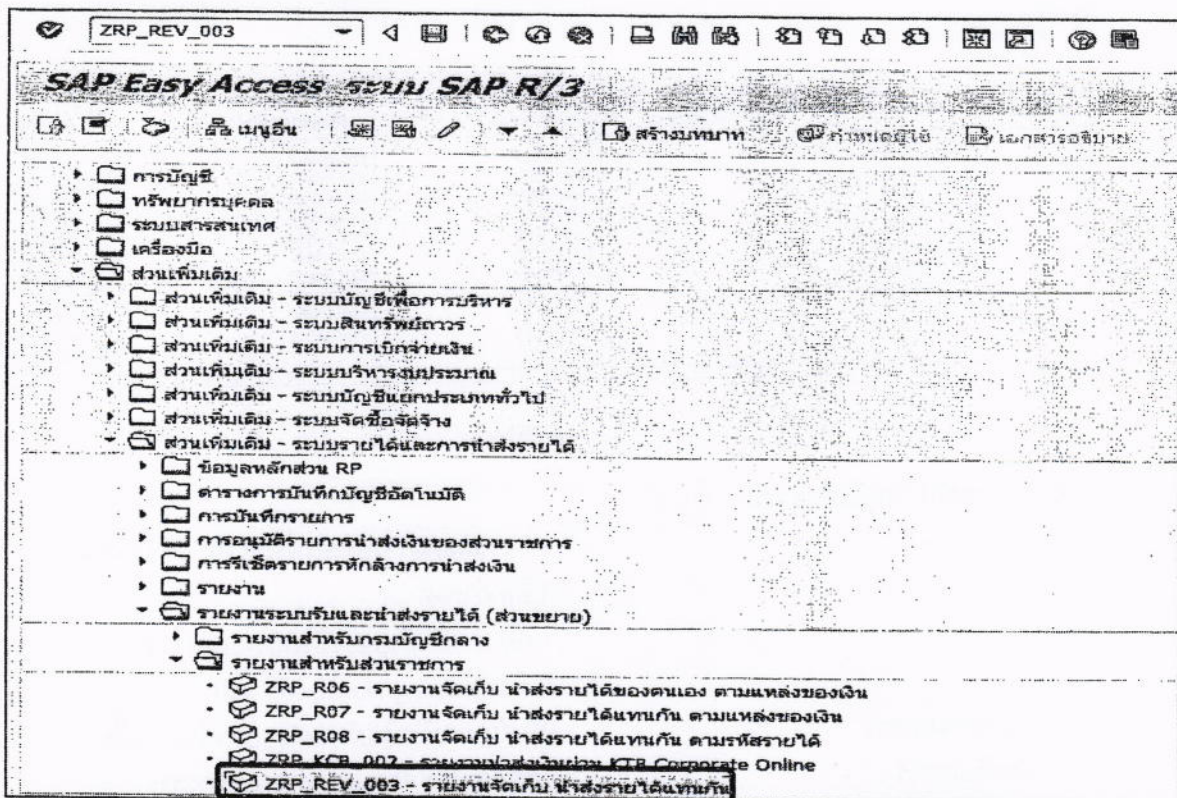 ZRP_REV_003
SAP Easy Access ระบบ SAP R/3
เมนูอื่น สร้างบทบาท กำหนดผู้ใช้ เอกสารอธิบาย
การบัญชี
ทรัพยากรบุคคล
ระบบสารสนเทศ
เครื่องมือ
ส่วนเพิ่มเติม
ส่วนเพิ่มเติม - ระบบบัญชีเพื่อการบริหาร
ส่วนเพิ่มเติม - ระบบสินทรัพย์ถาวร
ส่วนเพิ่มเติม - ระบบการเบิกจ่ายเงิน
ส่วนเพิ่มเติม - ระบบบริหารงบประมาณ
ส่วนเพิ่มเติม - ระบบบัญชีแยกประเภททั่วไป
ส่วนเพิ่มเติม - ระบบจัดซื้อจัดจ้าง
ส่วนเพิ่มเติม - ระบบรายได้และการนำส่งรายได้
ข้อมูลหลักส่วน RP
ตารางการบันทึกบัญชีอัตโนมัติ
การบันทึกรายการ
การอนุมัติรายการนำส่งเงินของส่วนราชการ
การรีเซ็ตรายการหักล้างการนำส่งเงิน
รายงาน
รายงานระบบรับและนำส่งรายได้ (ส่วนขยาย)
รายงานสำหรับกรมบัญชีกลาง
รายงานสำหรับส่วนราชการ
ZRP_R06 - รายงานจัดเก็บ นำส่งรายได้ของตนเอง ตามแหล่งของเงิน
ZRP_R07 - รายงานจัดเก็บ นำส่งรายได้แทนกัน ตามแหล่งของเงิน
ZRP_R08 - รายงานจัดเก็บ นำส่งรายได้แทนกัน ตามรหัสรายได้
ZRP_KCB_002 - รายงานนำส่งเงินผ่าน KTB Corporate Online
ZRP_REV_003 - รายงานจัดเก็บ นำส่งรายได้แทนกัน